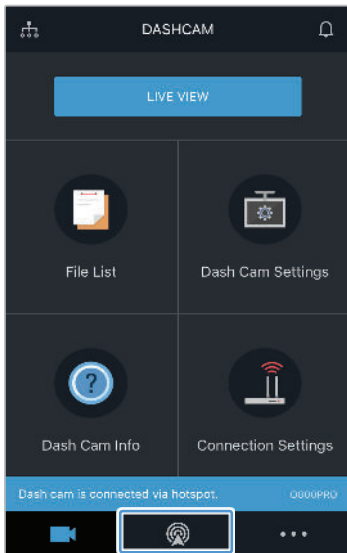 DASHCAM
LIVE VIEW
File List
Dash Cam Settings
?
Dash Cam Info
Connection Settings
Dash cam is connected via hotspot.
O800PRO